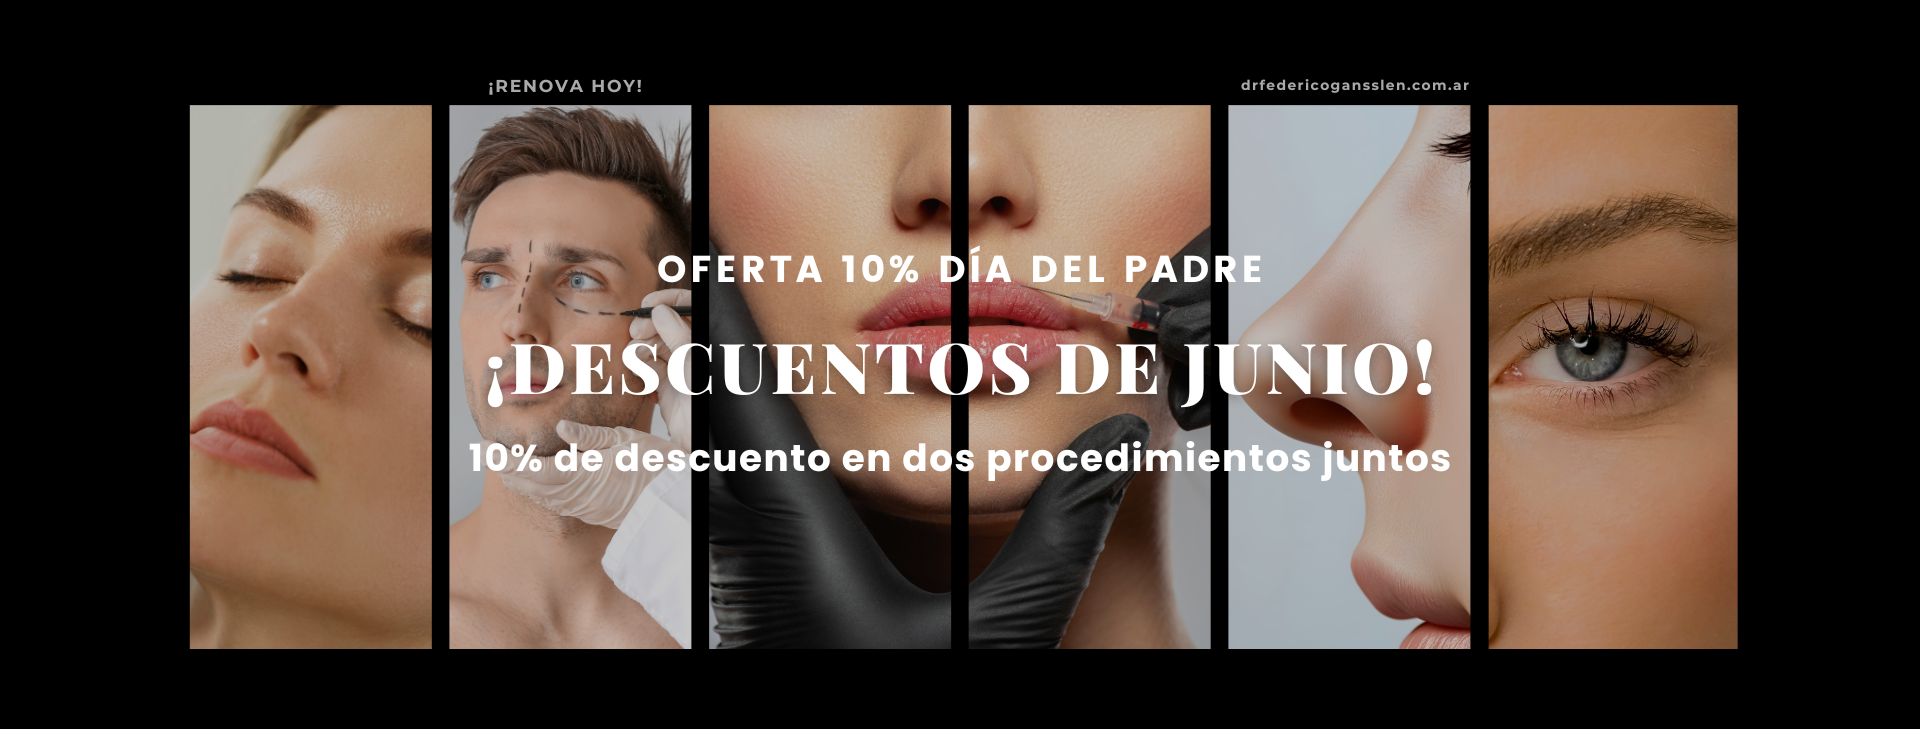 ¡RENOVA HOY!
drfedericogansslen.com.ar
OFERTA 10% DÍA DEL PADRE
¡DESCUENTOS DE JUNIO!
10% de descuento en dos procedimientos juntos